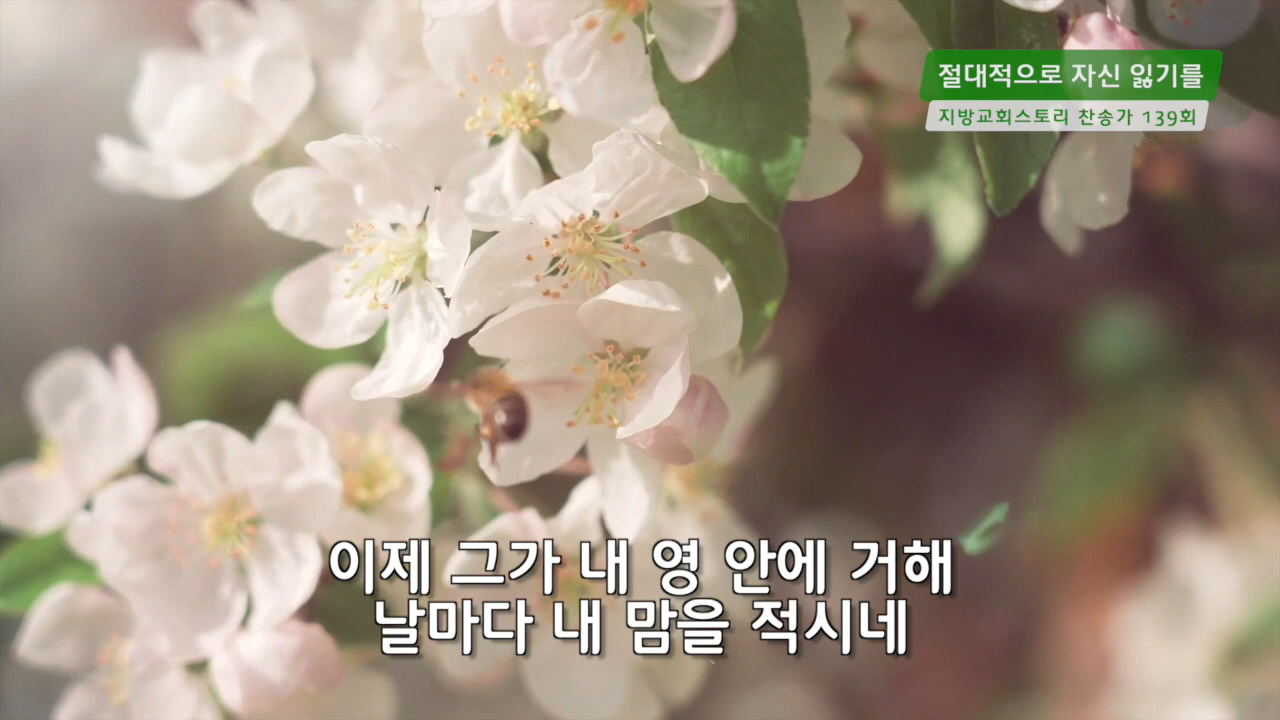 절대적으로 자신 잃기를
지방교회스토리 찬송가 139회
이제 그가 내 영 안에 거해
날마다 내 맘을 적시네